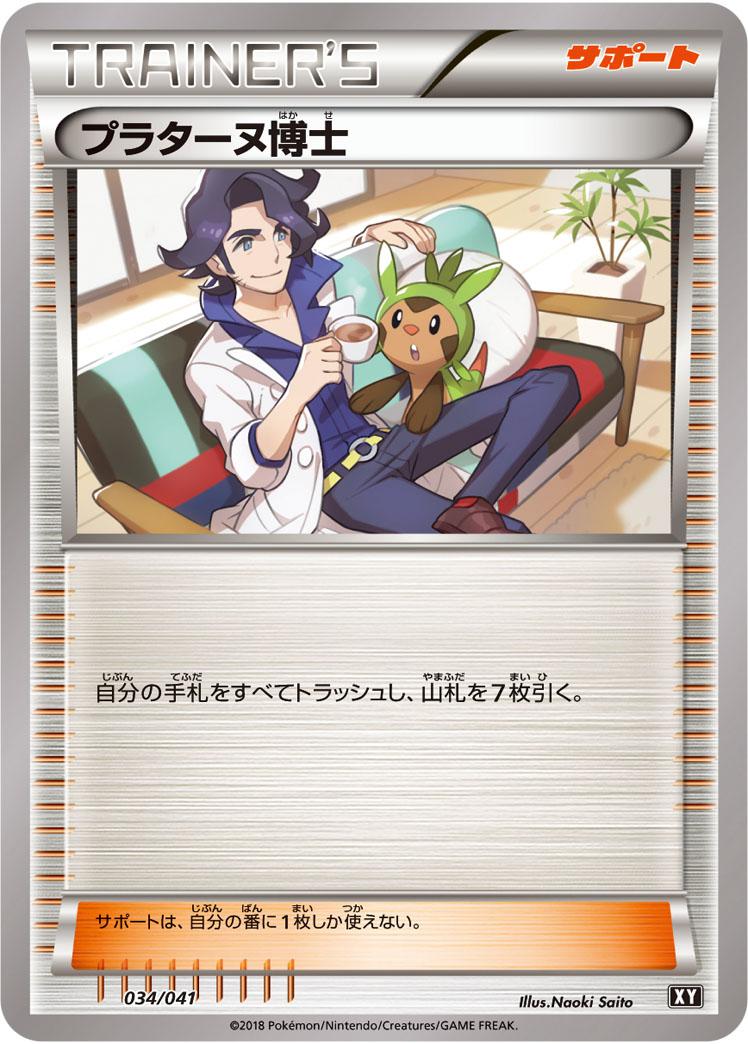 TRAINER'S
サポート
はかせ
プラターヌ博士
じぶん てふだ やまふだ まい ひ
自分の手札をすべてトラッシュし、山札を7枚引く。
じぶん ばん まい つか
サポートは、自分の番に1枚しか使えない。
034/041
Illus.Naoki Saito
XY
©2018 Pokémon/Nintendo/Creatures/GAME FREAK.